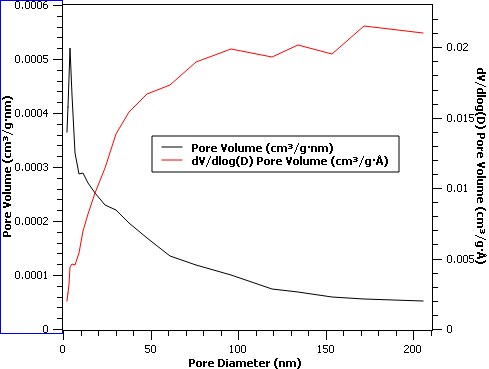 0.0006
0.0005
0.0004
0.0003
0.0002
0.0001
0
Pore Volume (cm³/g·nm)
0.02
0.015
0.01
0.005
0
dV/dlog(D) Pore Volume (cm³/g·Å)
Pore Volume (cm³/g·nm)
dV/dlog(D) Pore Volume (cm³/g·Å)
0 50 100 150 200
Pore Diameter (nm)